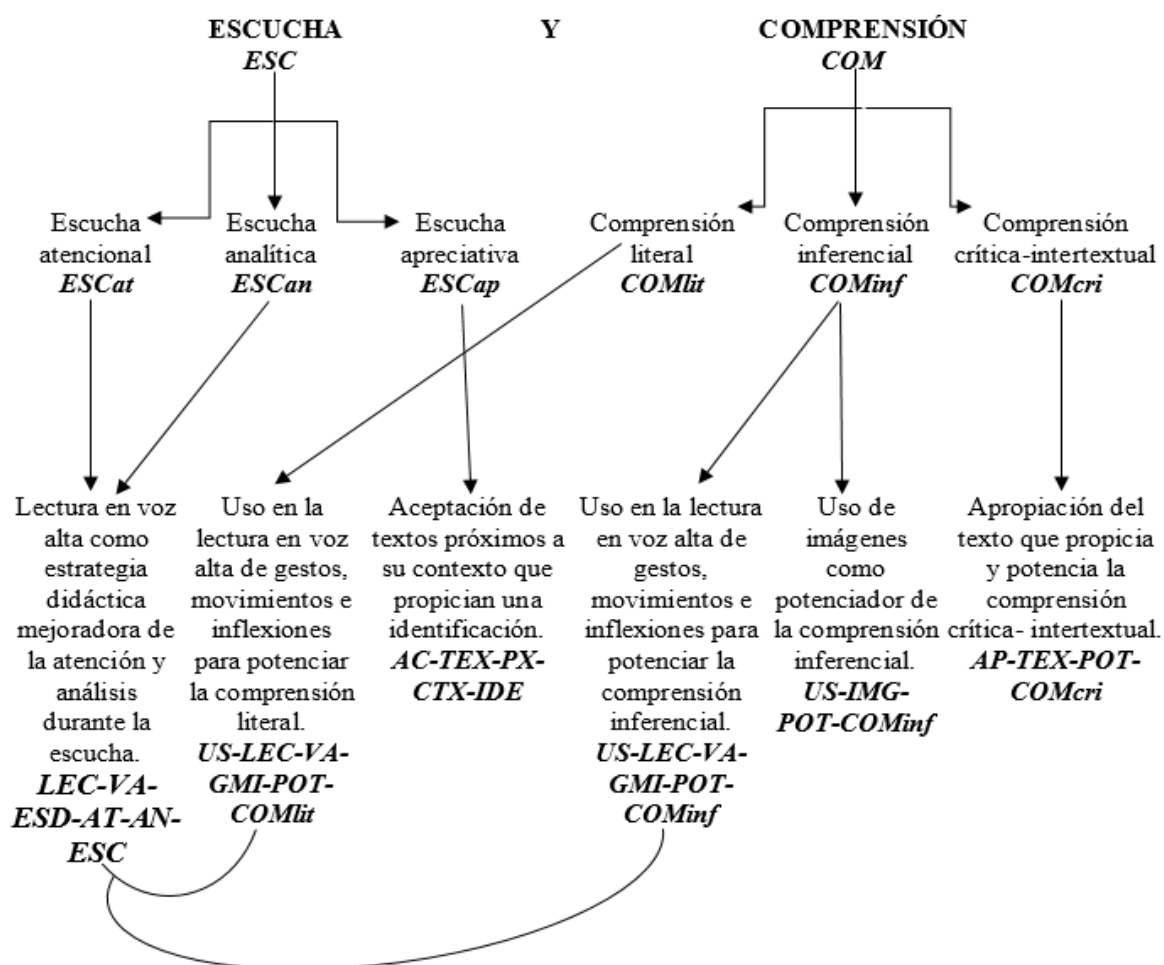 ESCUCHA Y COMPRENSIÓN
ESC
COM
Escucha
atencional
ESCat
Escucha
analítica
ESCan
Escucha
apreciativa
ESCap
Comprensión
literal
COMlit
Comprensión
inferencial
COMinf
Comprensión
crítica-intertextual
COMcri
Lectura en voz
alta como
estrategia
didáctica
mejoradora de
la atención y
análisis
durante la
escucha.
LEC-VA-
ESD-AT-AN-
ESC
Uso en la
lectura en voz
alta de gestos,
movimientos e
inflexiones
para potenciar
la comprensión
literal.
US-LEC-VA-
GMI-POT-
COMlit
Aceptación de
textos próximos a
su contexto que
propician una
identificación.
AC-TEX-PX-
CTX-IDE
Uso en la lectura
en voz alta de
gestos,
movimientos e
inflexiones para
potenciar la
comprensión
inferencial.
US-LEC-VA-
GMI-POT-
COMinf
Uso de
imágenes
como
potenciador de
la comprensión
inferencial.
US-IMG-
POT-COMinf
Apropiación del
texto que propicia
y potencia la
comprensión
crítica- intertextual.
AP-TEX-POT-
COMcri